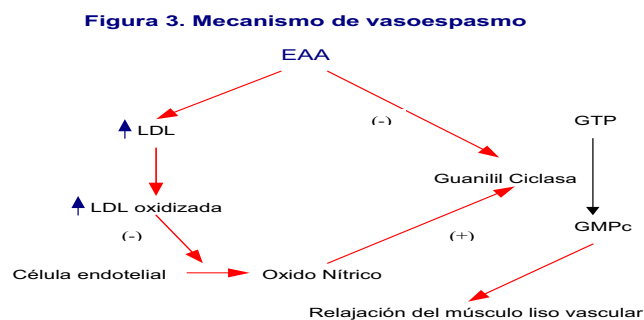 Figura 3. Mecanismo de vasoespasmo
EAA
LDL
(-)
GTP
Guanilil Ciclasa
LDL oxidizada
(-)
(+)
GMPc
Célula endotelial
Oxido Nítrico
Relajación del músculo liso vascular